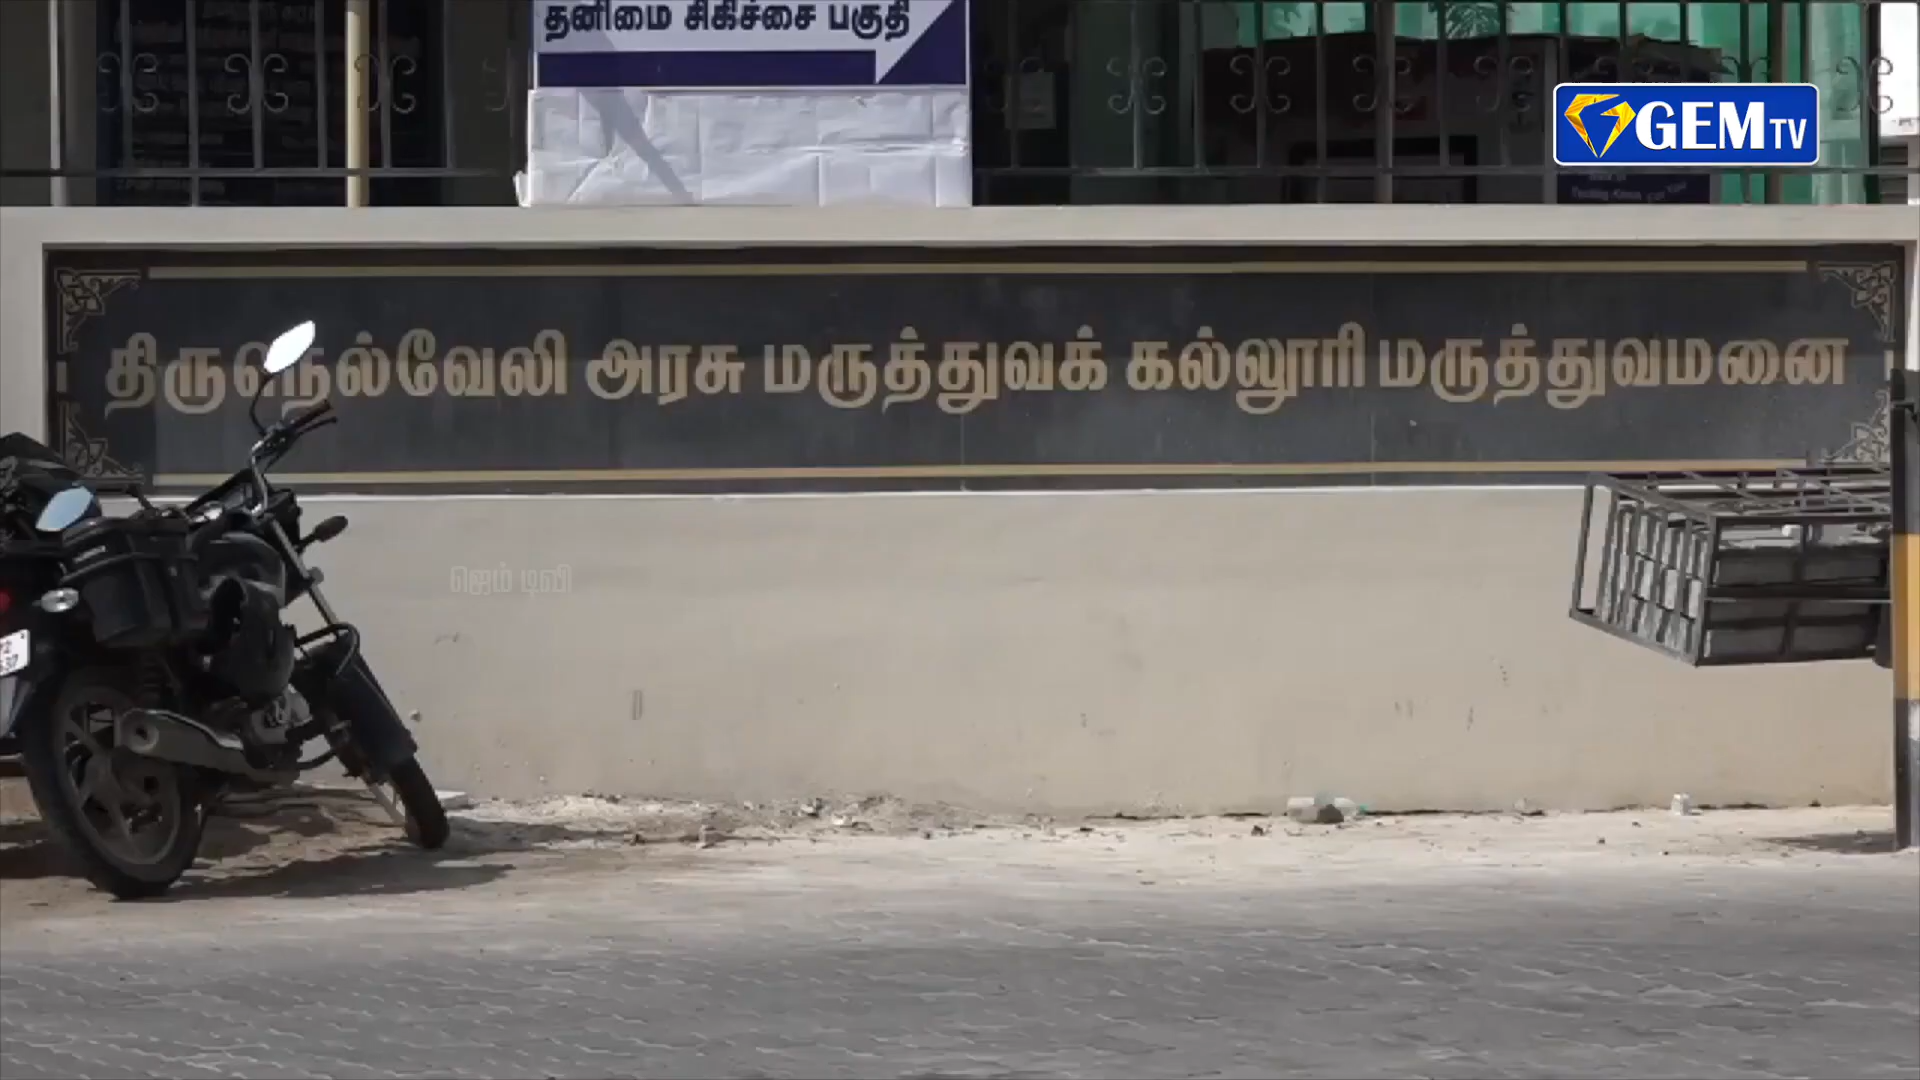 தனிமை சிகிச்சை பகுதி
GEM TV
திருநெல்வேலி அரசு மருத்துவக் கல்லூரி மருத்துவமனை
ஜெம் டிவி